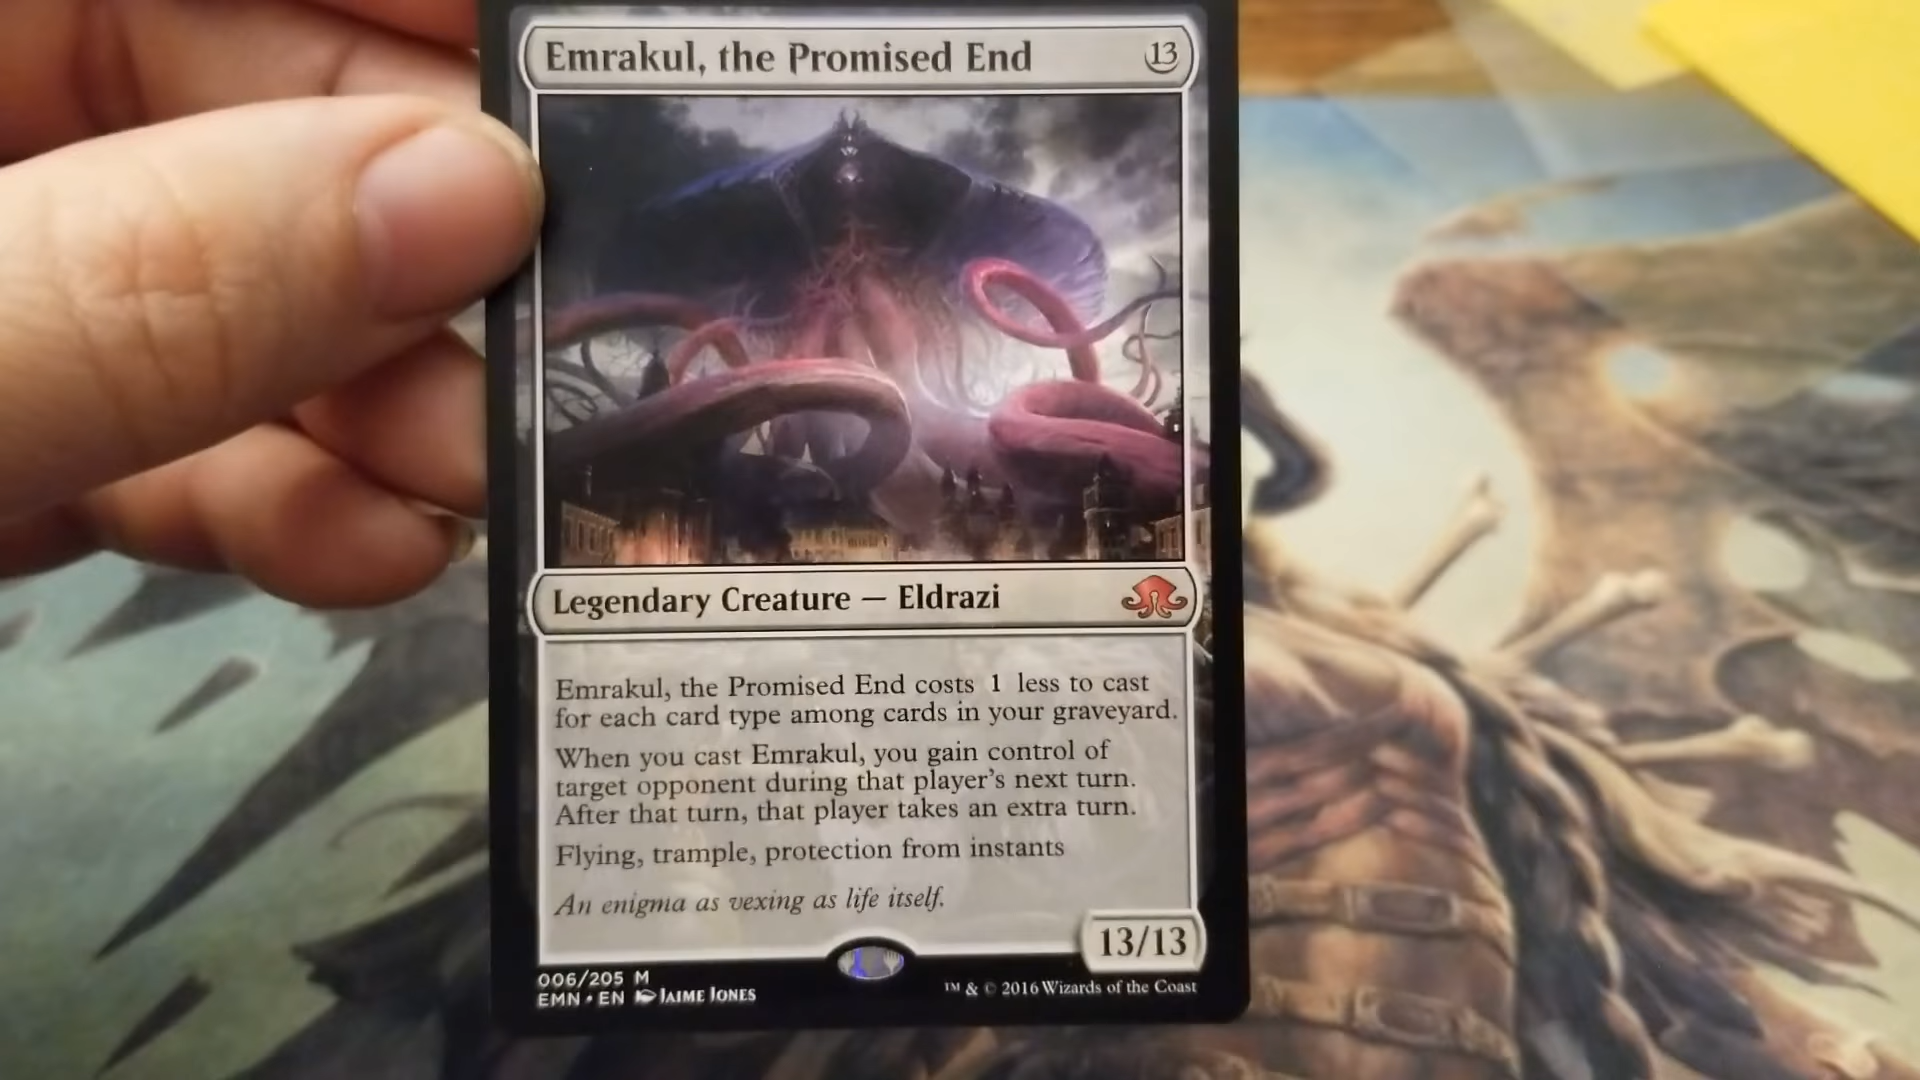 Emrakul, the Promised End 13
Legendary Creature — Eldrazi
Emrakul, the Promised End costs 1 less to cast
for each card type among cards in your graveyard.
When you cast Emrakul, you gain control of
target opponent during that player's next turn.
After that turn, that player takes an extra turn.
Flying, trample, protection from instants
An enigma as vexing as life itself.
13/13
006/205 M
EMN • EN JAIME JONES
™ & © 2016 Wizards of the Coast